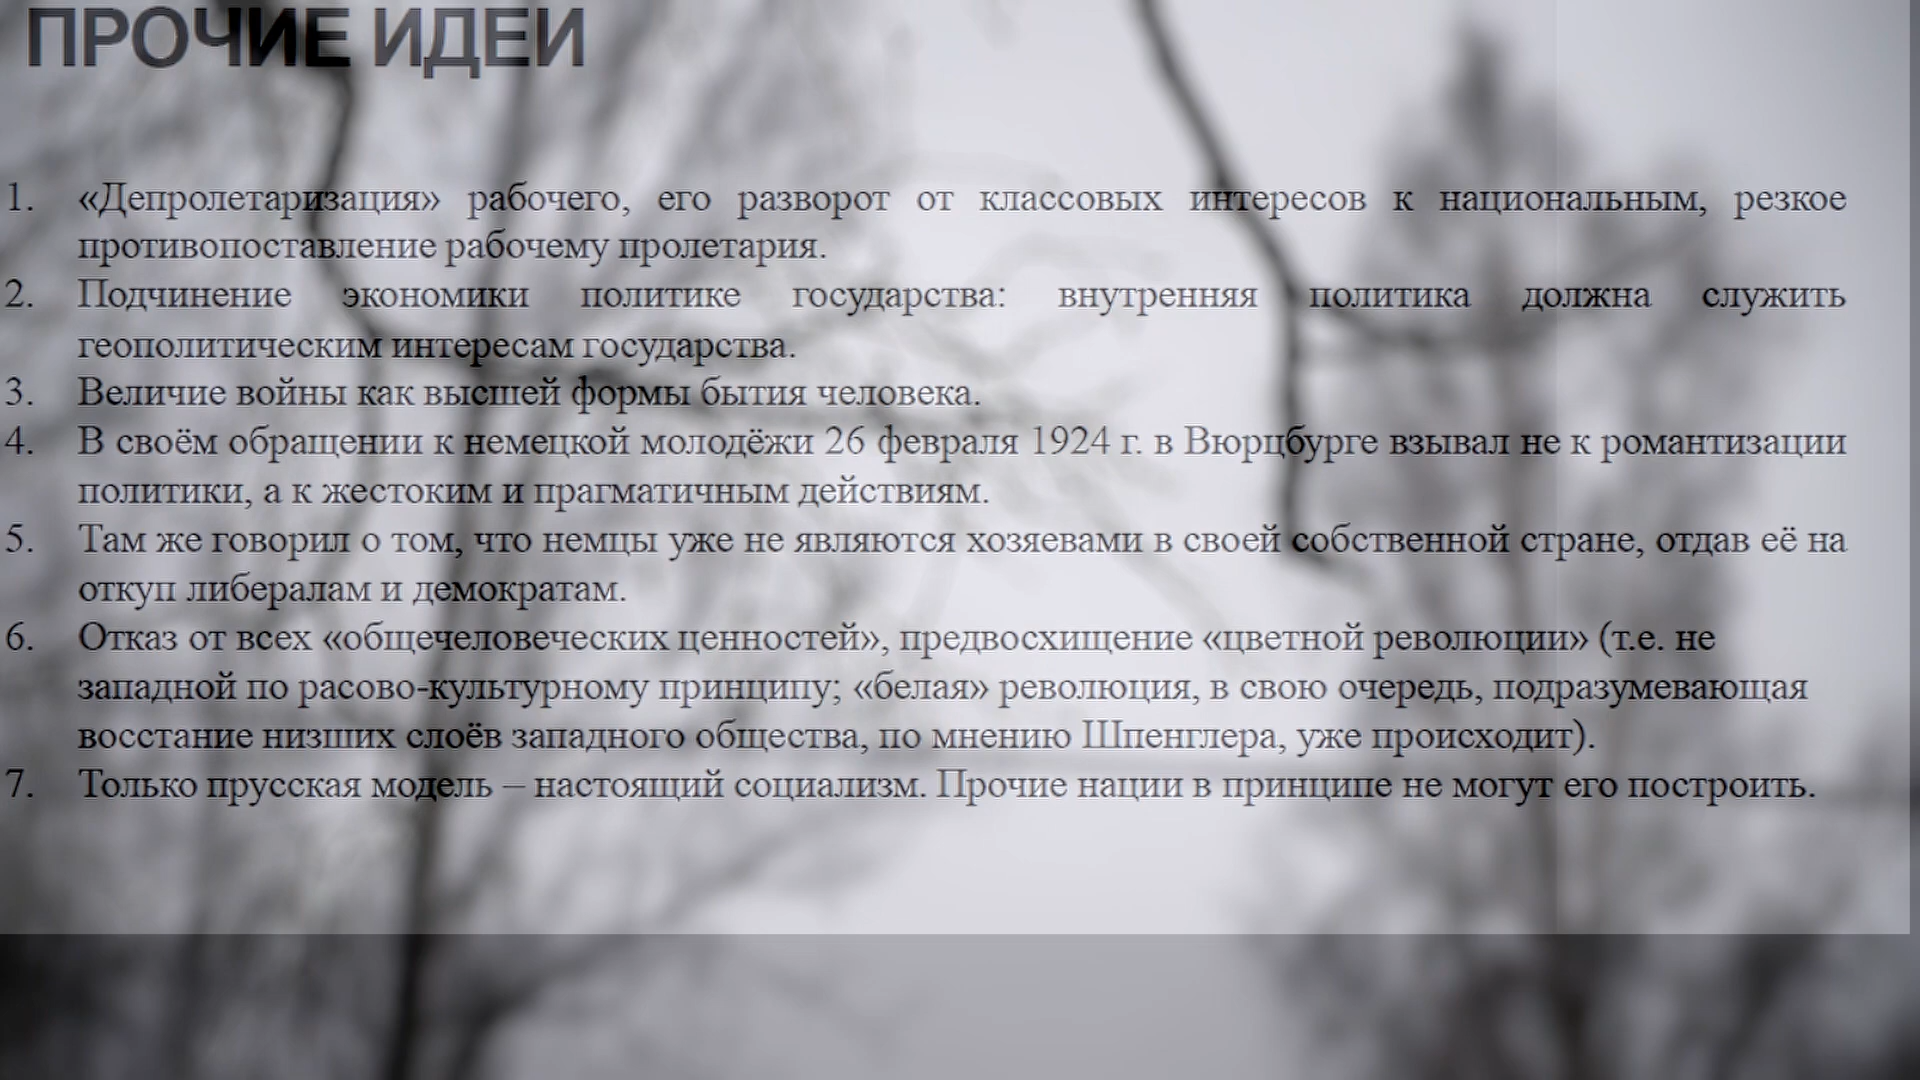 ПРОЧИЕ ИДЕИ
1. «Депролетаризация» рабочего, его разворот от классовых интересов к национальным, резкое
противопоставление рабочему пролетария.
2. Подчинение экономики политике государства: внутренняя политика должна служить
геополитическим интересам государства.
3. Величие войны как высшей формы бытия человека.
4. В своём обращении к немецкой молодёжи 26 февраля 1924 г. в Вюрцбурге взывал не к романтизации
политики, а к жестоким и прагматичным действиям.
5. Там же говорил о том, что немцы уже не являются хозяевами в своей собственной стране, отдав её на
откуп либералам и демократам.
6. Отказ от всех «общечеловеческих ценностей», предвосхищение «цветной революции» (т.е. не
западной по расово-культурному принципу; «белая» революция, в свою очередь, подразумевающая
восстание низших слоёв западного общества, по мнению Шпенглера, уже происходит).
7. Только прусская модель – настоящий социализм. Прочие нации в принципе не могут его построить.